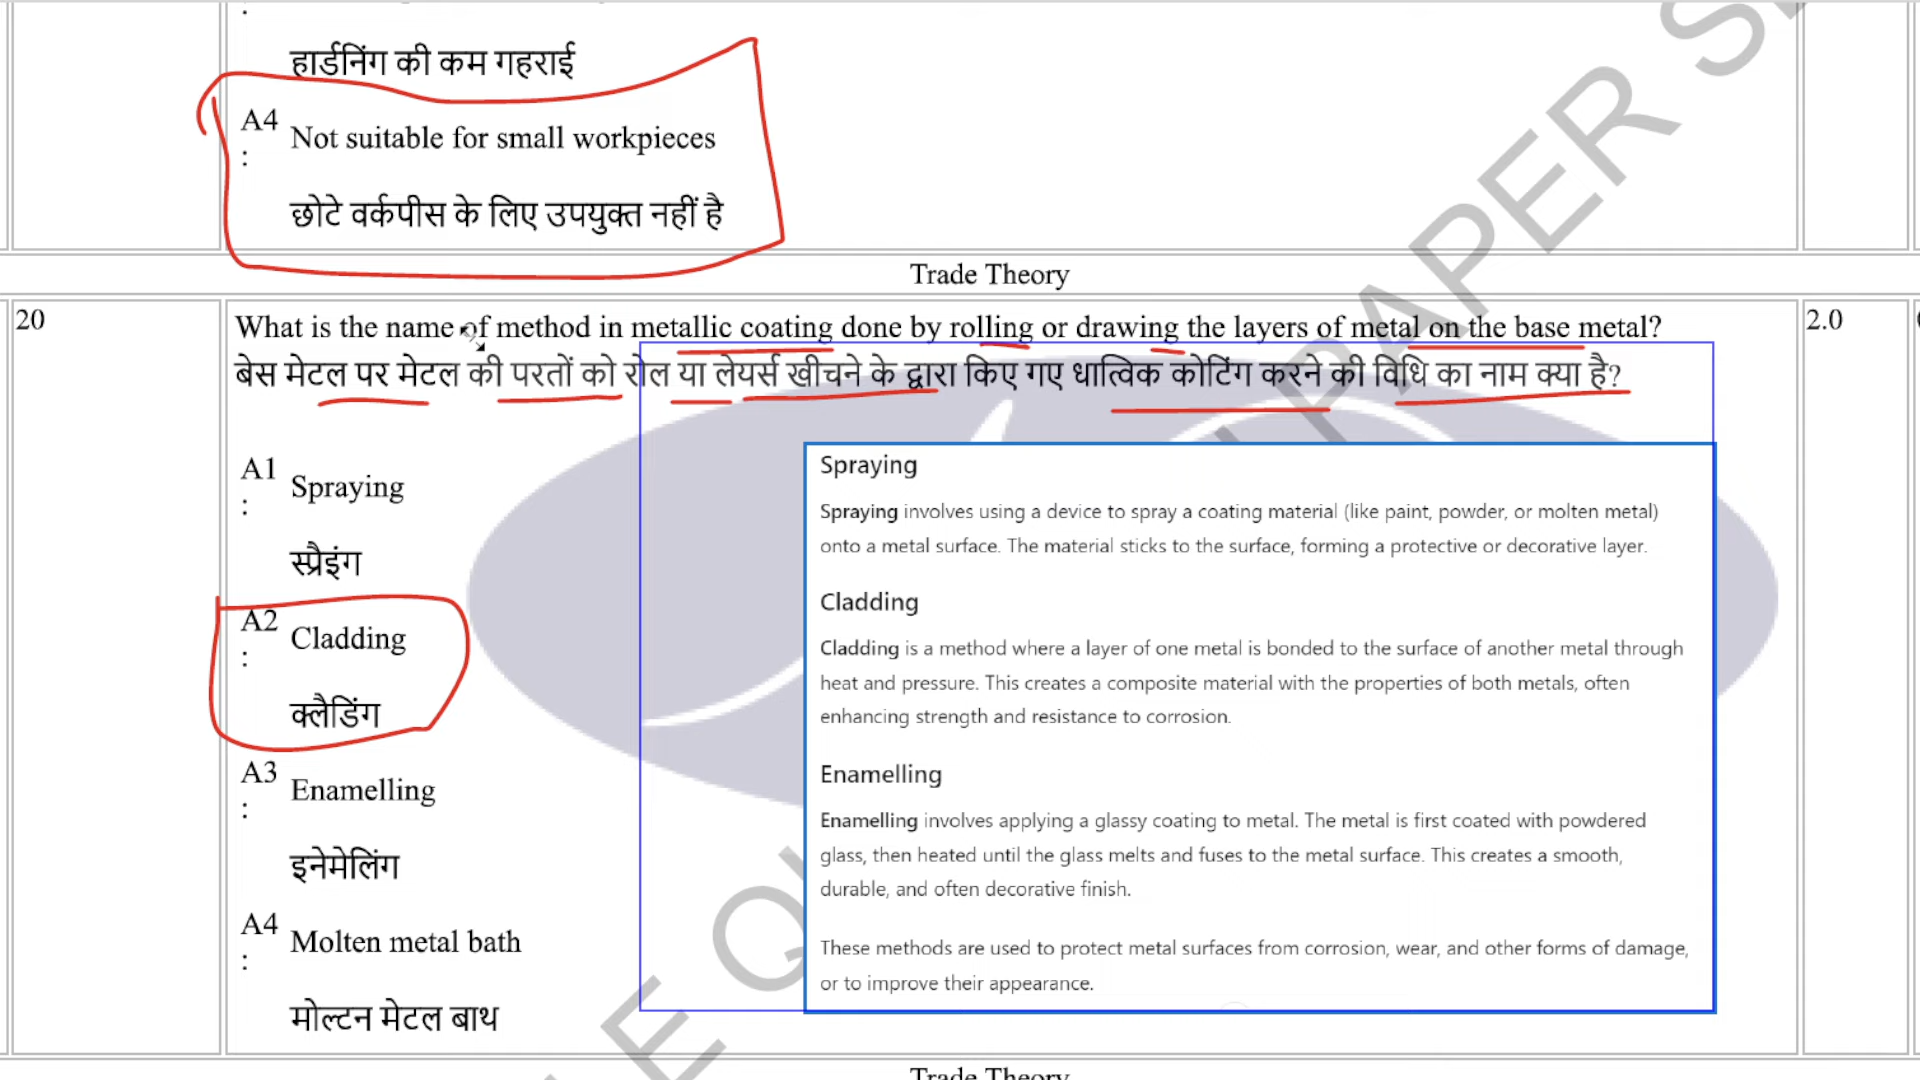 :
हार्डनिंग की कम गहराई
A4
:
Not suitable for small workpieces
छोटे वर्कपीस के लिए उपयुक्त नहीं है
Trade Theory
20
What is the name of method in metallic coating done by rolling or drawing the layers of metal on the base metal?
2.0
बेस मेटल पर मेटल की परतों को रोल या लेयर्स खीचने के द्वारा किए गए धात्विक कोटिंग करने की विधि का नाम क्या है?
A1
:
Spraying
स्प्रैइंग
A2
:
Cladding
क्लैडिंग
A3
:
Enamelling
इनेमेलिंग
A4
:
Molten metal bath
मोल्टन मेटल बाथ
Spraying
Spraying involves using a device to spray a coating material (like paint, powder, or molten metal)
onto a metal surface. The material sticks to the surface, forming a protective or decorative layer.
Cladding
Cladding is a method where a layer of one metal is bonded to the surface of another metal through
heat and pressure. This creates a composite material with the properties of both metals, often
enhancing strength and resistance to corrosion.
Enamelling
Enamelling involves applying a glassy coating to metal. The metal is first coated with powdered
glass, then heated until the glass melts and fuses to the metal surface. This creates a smooth,
durable, and often decorative finish.
These methods are used to protect metal surfaces from corrosion, wear, and other forms of damage,
or to improve their appearance.
PAPER
Trade Theory